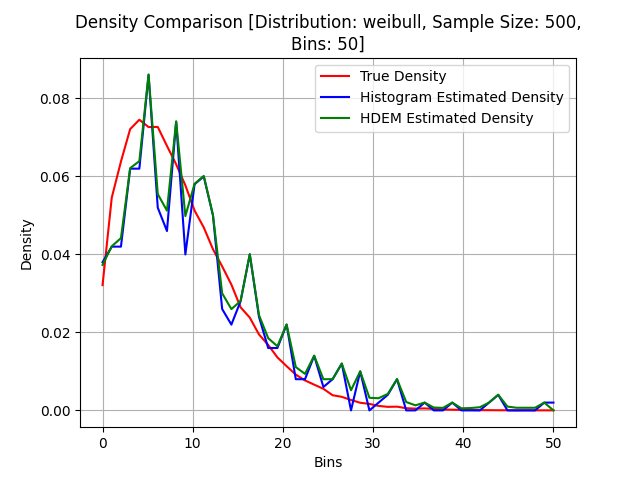 Density Comparison [Distribution: weibull, Sample Size: 500,
Bins: 50]
True Density
Histogram Estimated Density
HDEM Estimated Density
Density
0.08
0.06
0.04
0.02
0.00
0 10 20 30 40 50
Bins